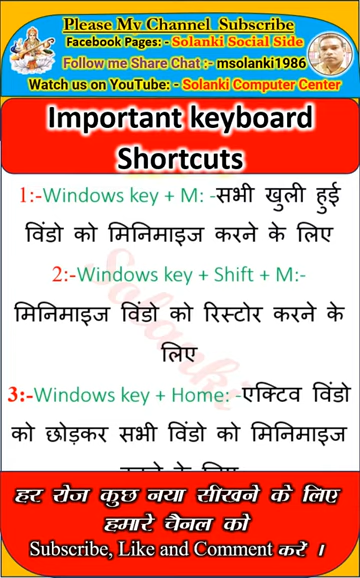 Please My Channel Subscribe
Facebook Pages: - Solanki Social Side
Follow me Share Chat :- msolanki1986
Watch us on YouTube: - Solanki Computer Center
Important keyboard
Shortcuts
1:-Windows key + M: -सभी खुली हुई
विंडो को मिनिमाइज करने के लिए
2:-Windows key + Shift + M:-
मिनिमाइज विंडो को रिस्टोर करने के
लिए
3:-Windows key + Home: -एक्टिव विंडो
को छोड़कर सभी विंडो को मिनिमाइज
करने के लिए
Solanki
हर रोज कुछ नया सीखने के लिए
हमारे चैनल को
Subscribe, Like and Comment करें ।